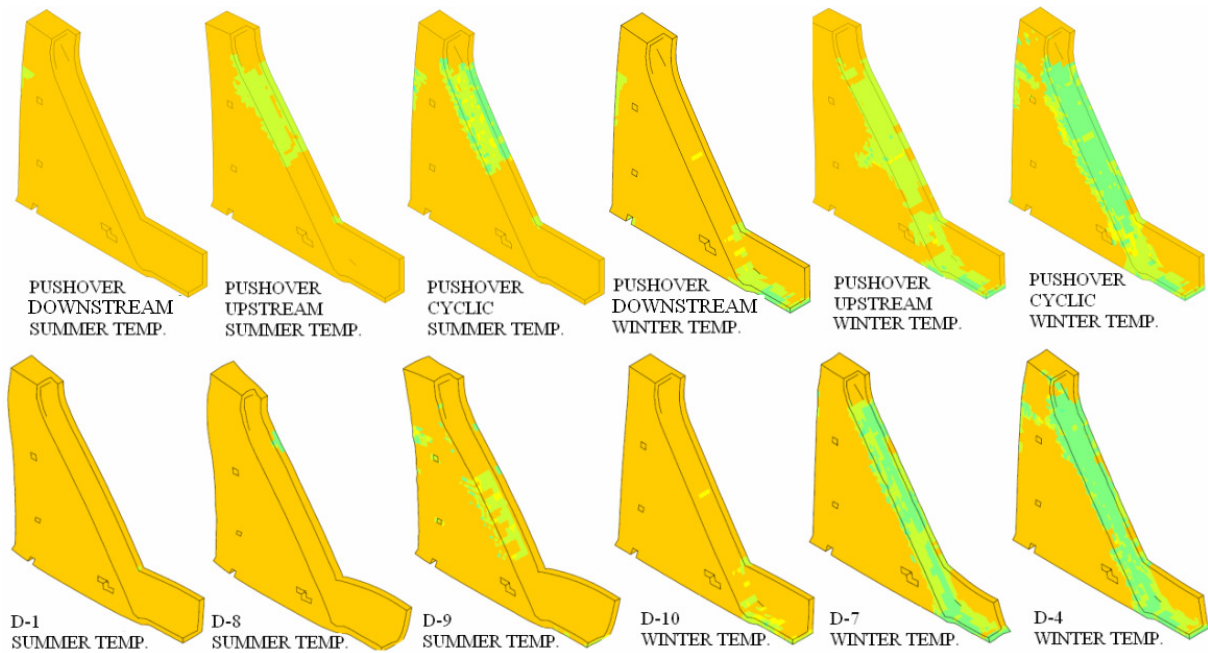 PUSHOVER
DOWNSTREAM
SUMMER TEMP.
PUSHOVER
UPSTREAM
SUMMER TEMP.
PUSHOVER
CYCLIC
SUMMER TEMP.
PUSHOVER
DOWNSTREAM
WINTER TEMP.
PUSHOVER
UPSTREAM
WINTER TEMP.
PUSHOVER
CYCLIC
WINTER TEMP.
D-1
SUMMER TEMP.
D-8
SUMMER TEMP.
D-9
SUMMER TEMP.
D-10
WINTER TEMP.
D-7
WINTER TEMP.
D-4
WINTER TEMP.